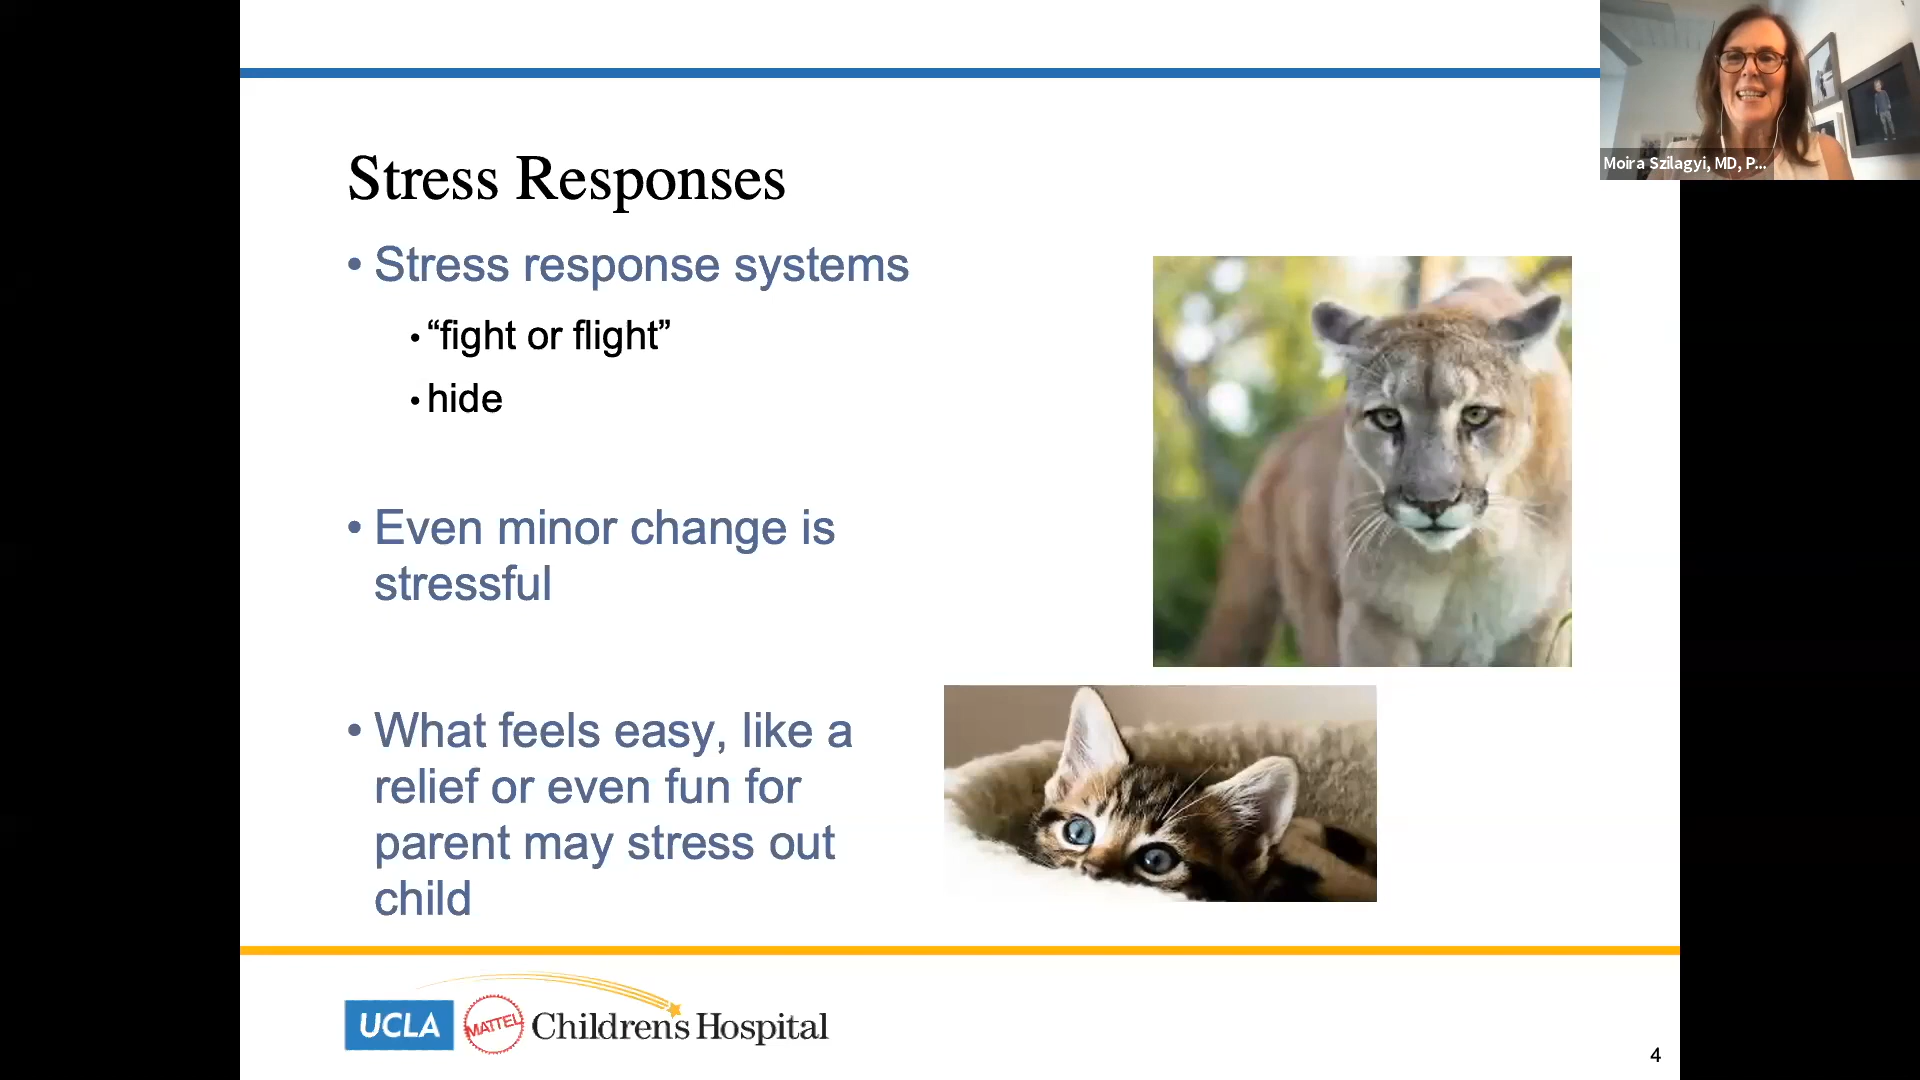 Moira Szilagyi, MD, P...
Stress Responses
• Stress response systems
• “fight or flight”
• hide
• Even minor change is
stressful
• What feels easy, like a
relief or even fun for
parent may stress out
child
UCLA MATTEL Children's Hospital
4